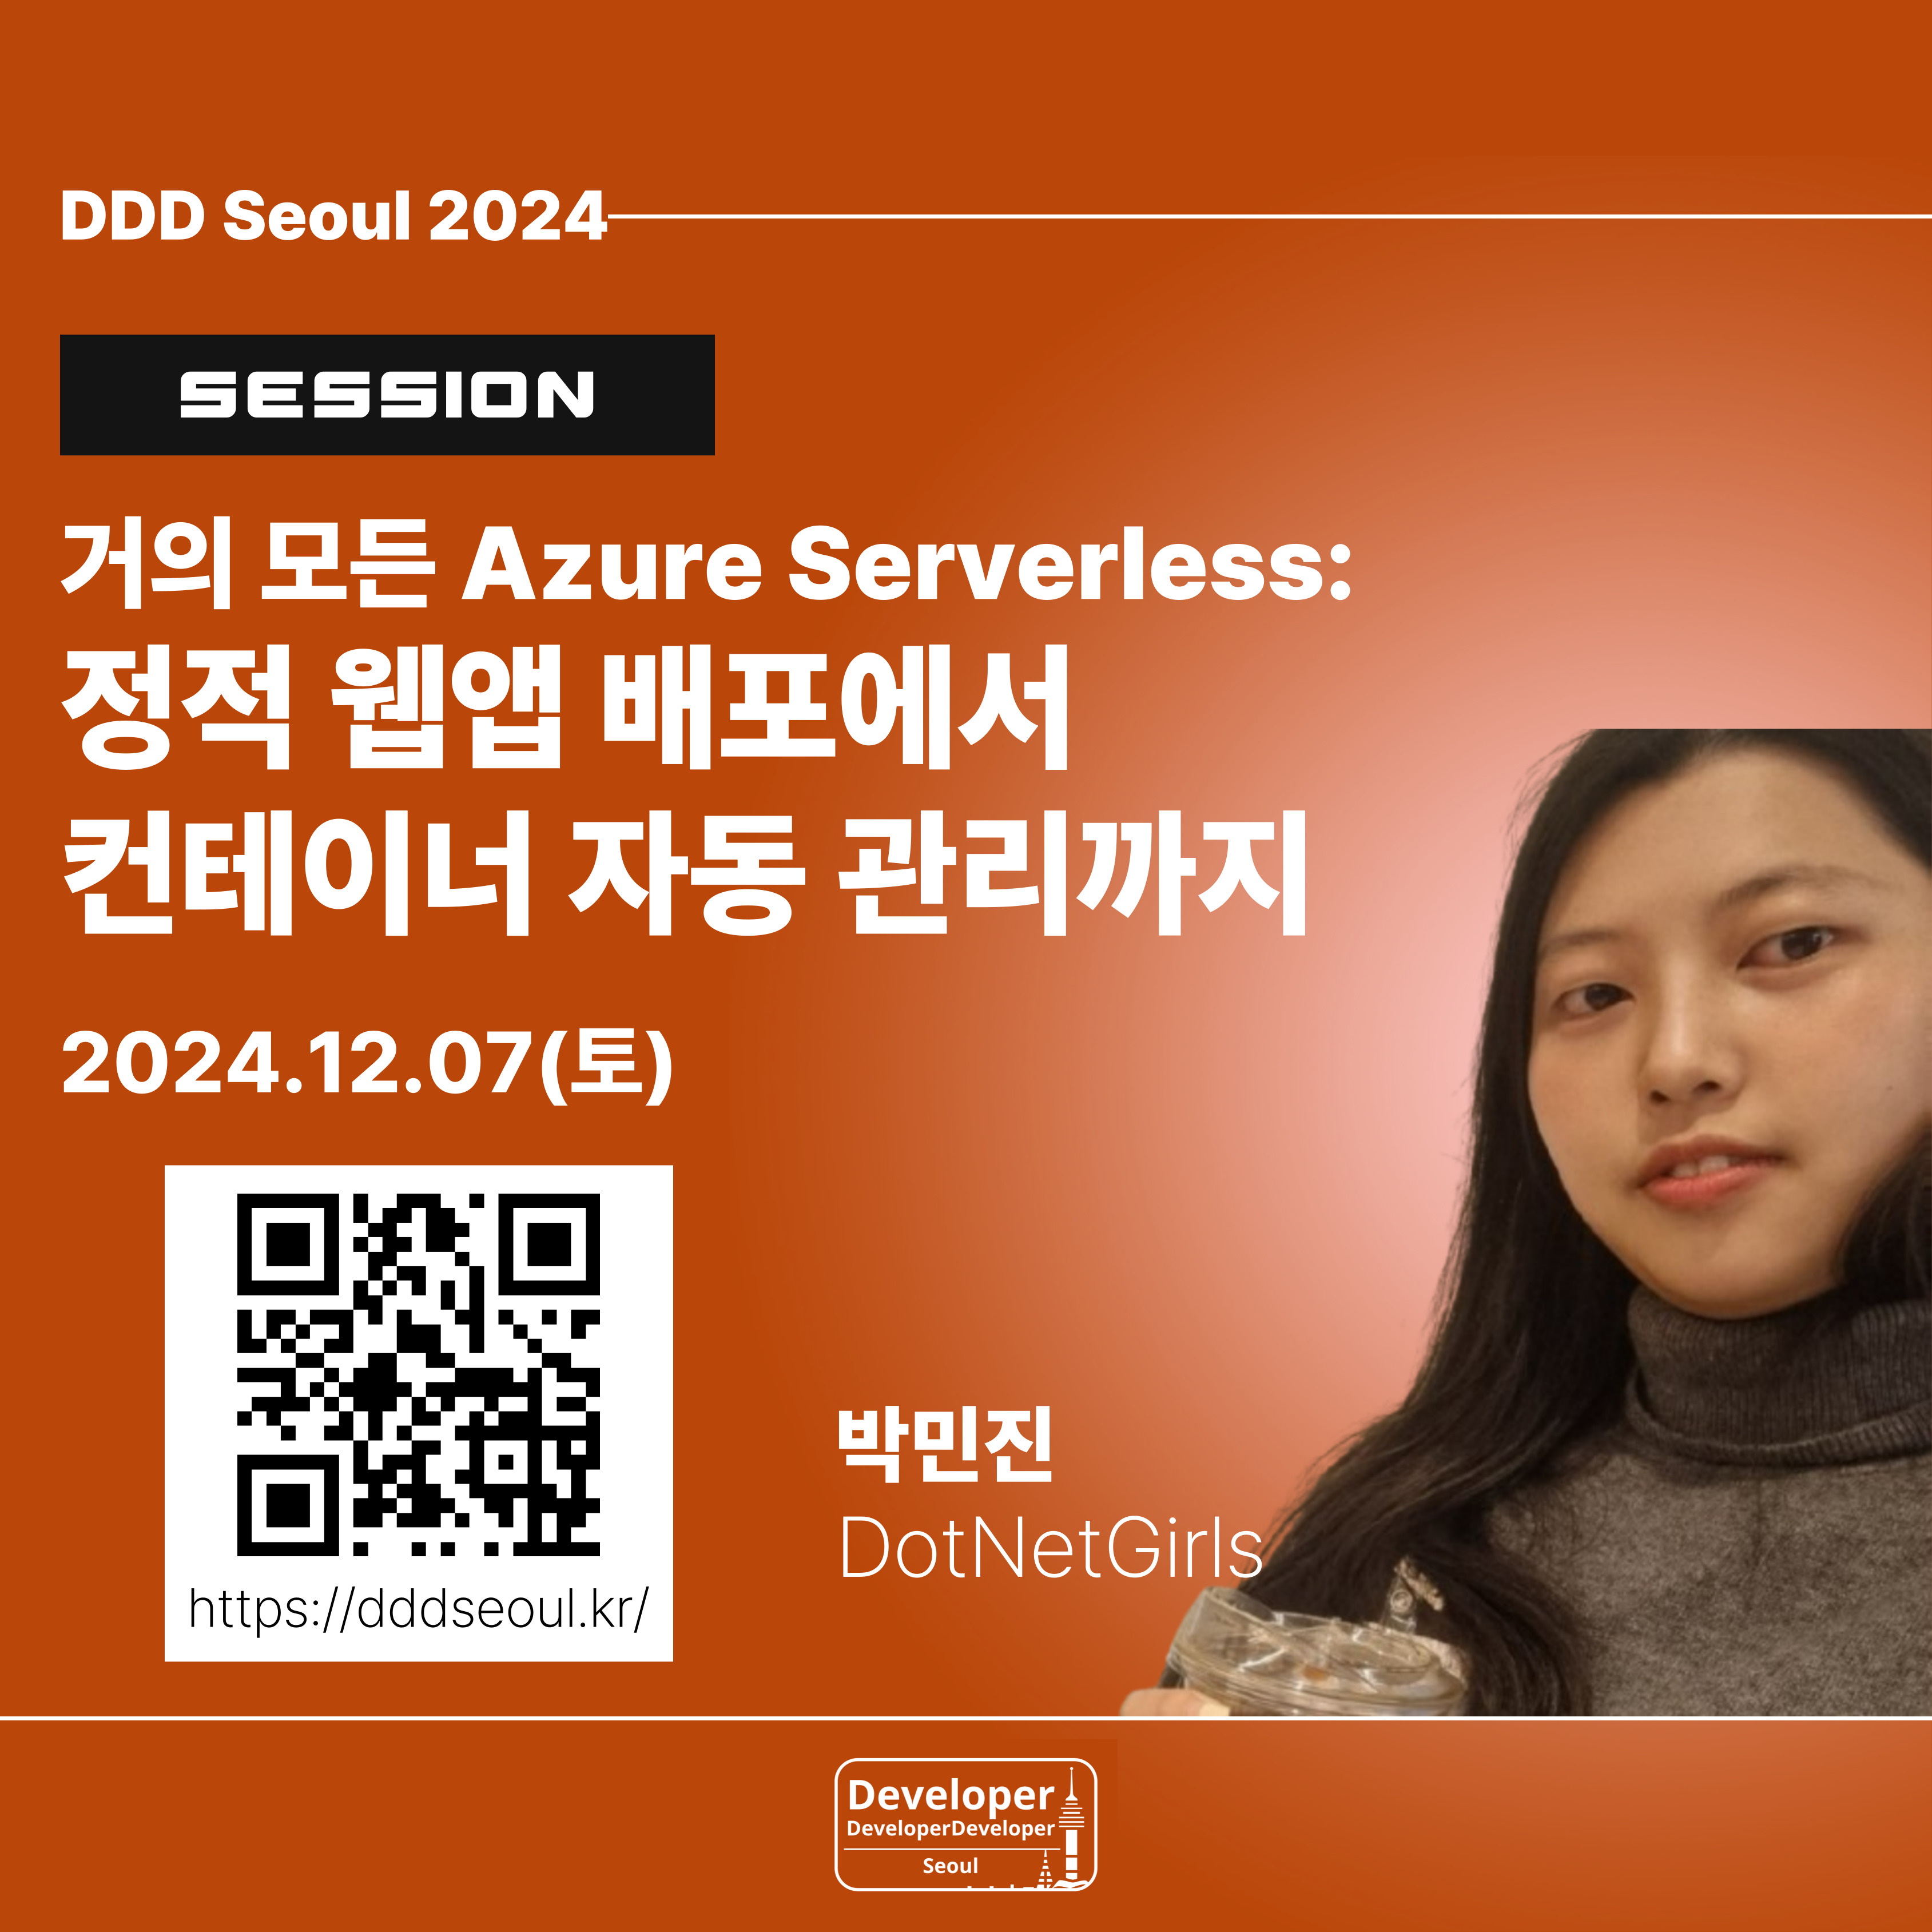 DDD Seoul 2024
SESSION
거의 모든 Azure Serverless:
정적 웹앱 배포에서
컨테이너 자동 관리까지
2024.12.07(토)
https://dddseoul.kr/
박민진
DotNetGirls
Developer
DeveloperDeveloper
Seoul